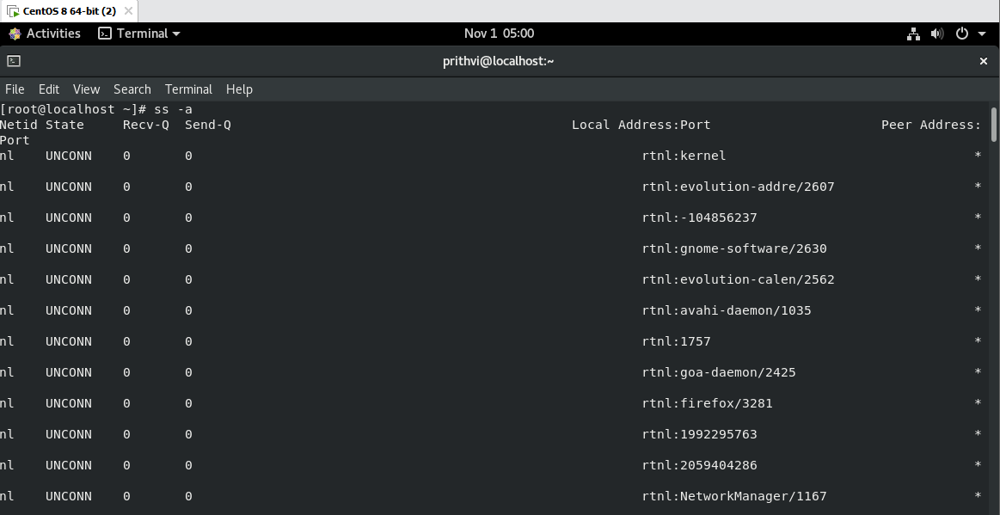 CentOS 8 64-bit (2)
Activities Terminal Nov 1 05:00
prithvi@localhost:~
File Edit View Search Terminal Help
[root@localhost ~]# ss -a
Netid State Recv-Q Send-Q Local Address:Port Peer Address:
Port
nl UNCONN 0 0 rtnl:kernel *
nl UNCONN 0 0 rtnl:evolution-addre/2607 *
nl UNCONN 0 0 rtnl:-104856237 *
nl UNCONN 0 0 rtnl:gnome-software/2630 *
nl UNCONN 0 0 rtnl:evolution-calen/2562 *
nl UNCONN 0 0 rtnl:avahi-daemon/1035 *
nl UNCONN 0 0 rtnl:1757 *
nl UNCONN 0 0 rtnl:goa-daemon/2425 *
nl UNCONN 0 0 rtnl:firefox/3281 *
nl UNCONN 0 0 rtnl:1992295763 *
nl UNCONN 0 0 rtnl:2059404286 *
nl UNCONN 0 0 rtnl:NetworkManager/1167 *